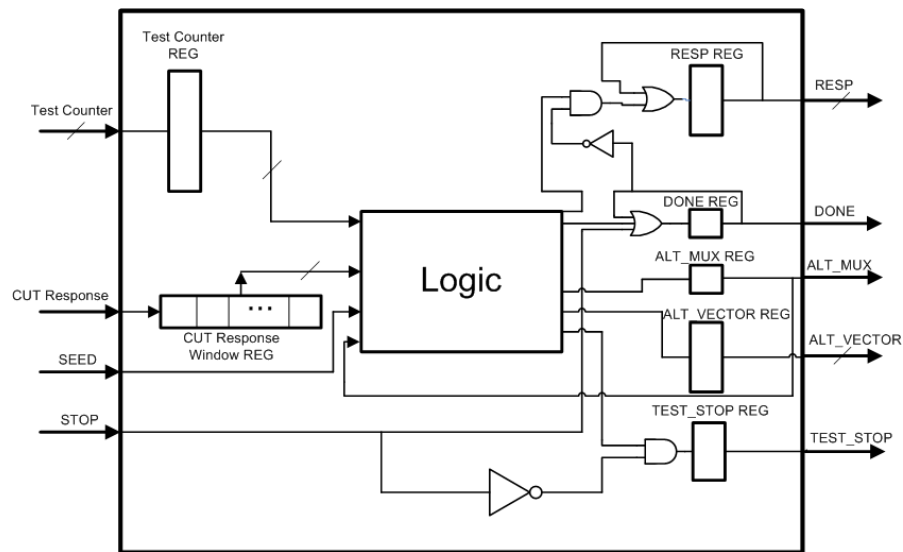 Test Counter
REG
RESP REG
RESP
Test Counter
DONE REG
DONE
ALT_MUX REG
ALT_MUX
Logic
CUT Response
...
ALT_VECTOR REG
CUT Response
Window REG
ALT_VECTOR
SEED
STOP
TEST_STOP REG
TEST_STOP